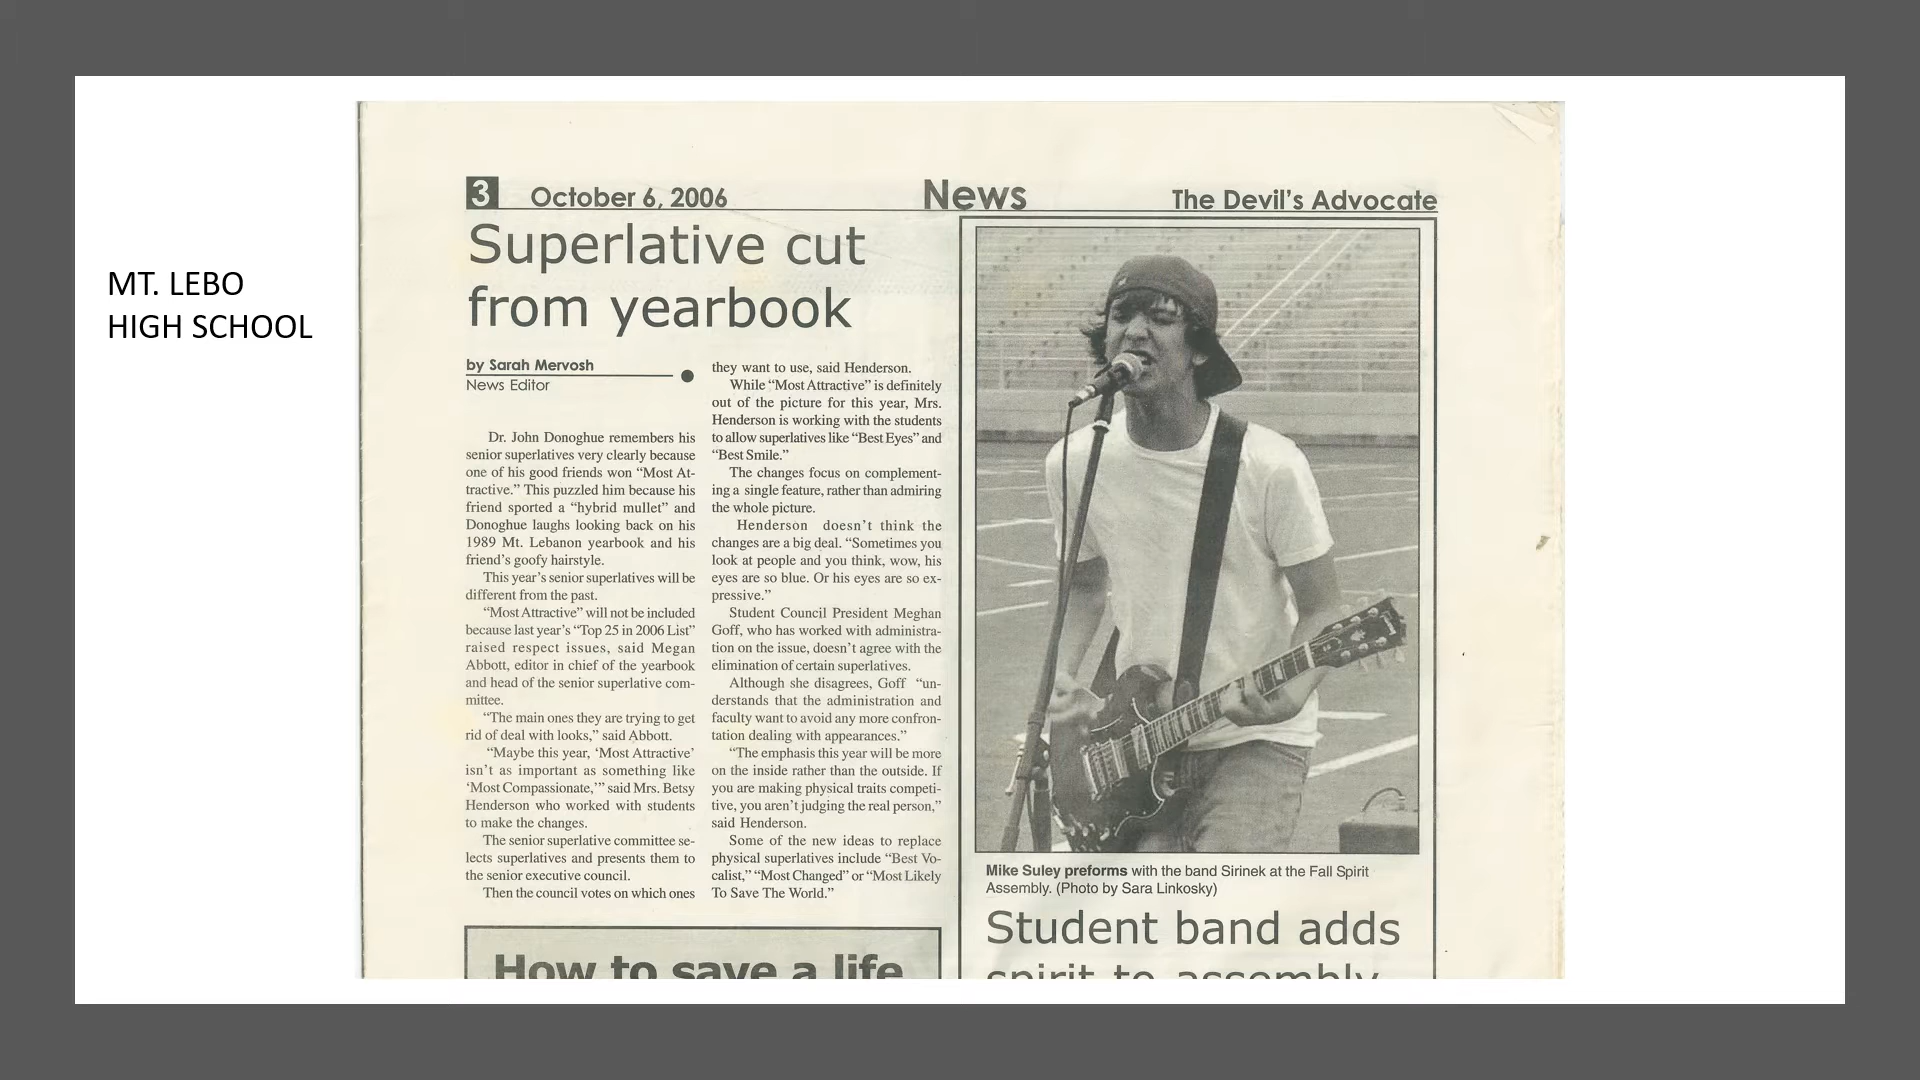 MT. LEBO
HIGH SCHOOL
3 October 6, 2006 News The Devil's Advocate
Superlative cut
from yearbook
by Sarah Mervosh
News Editor
Dr. John Donoghue remembers his
senior superlatives very clearly because
one of his good friends won “Most At-
tractive.” This puzzled him because his
friend sported a “hybrid mullet” and
Donoghue laughs looking back on his
1989 Mt. Lebanon yearbook and his
friend's goofy hairstyle.
This year's senior superlatives will be
different from the past.
“Most Attractive” will not be included
because last year's “Top 25 in 2006 List”
raised respect issues, said Megan
Abbott, editor in chief of the yearbook
and head of the senior superlative com-
mittee.
“The main ones they are trying to get
rid of deal with looks,” said Abbott.
“Maybe this year, ‘Most Attractive’
isn't as important as something like
‘Most Compassionate,’” said Mrs. Betsy
Henderson who worked with students
to make the changes.
The senior superlative committee se-
lects superlatives and presents them to
the senior executive council.
Then the council votes on which ones
they want to use, said Henderson.
While “Most Attractive” is definitely
out of the picture for this year, Mrs.
Henderson is working with the students
to allow superlatives like “Best Eyes” and
“Best Smile.”
The changes focus on complement-
ing a single feature, rather than admiring
the whole picture.
Henderson doesn't think the
changes are a big deal. “Sometimes you
look at people and you think, wow, his
eyes are so blue. Or his eyes are so ex-
pressive.”
Student Council President Meghan
Goff, who has worked with administra-
tion on the issue, doesn't agree with the
elimination of certain superlatives.
Although she disagrees, Goff “un-
derstands that the administration and
faculty want to avoid any more confron-
tation dealing with appearances.”
“The emphasis this year will be more
on the inside rather than the outside. If
you are making physical traits competi-
tive, you aren't judging the real person,”
said Henderson.
Some of the new ideas to replace
physical superlatives include “Best Vo-
calist,” “Most Changed” or “Most Likely
To Save The World.”
How to save a life
Mike Suley preforms with the band Sirinek at the Fall Spirit
Assembly. (Photo by Sara Linkosky)
Student band adds
spirit to assembly